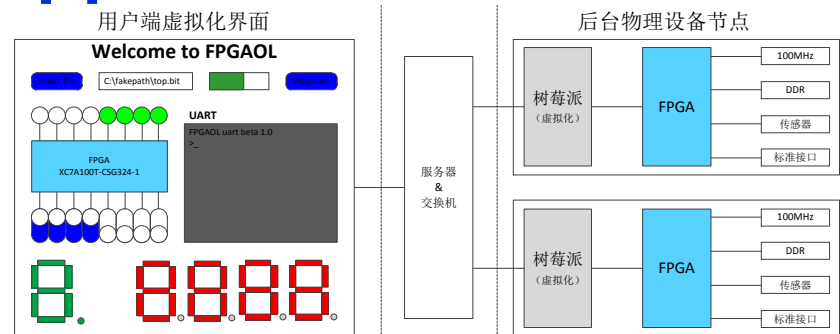 用户端虚拟化界面
后台物理设备节点
Welcome to FPGAOL
Select file
C:\fakepath\top.bit
Program!
UART
FPGAOL uart beta 1.0
>_
FPGA
XC7A100T-CSG324-1
服务器
&
交换机
树莓派
（虚拟化）
FPGA
100MHz
DDR
传感器
标准接口
树莓派
（虚拟化）
FPGA
100MHz
DDR
传感器
标准接口